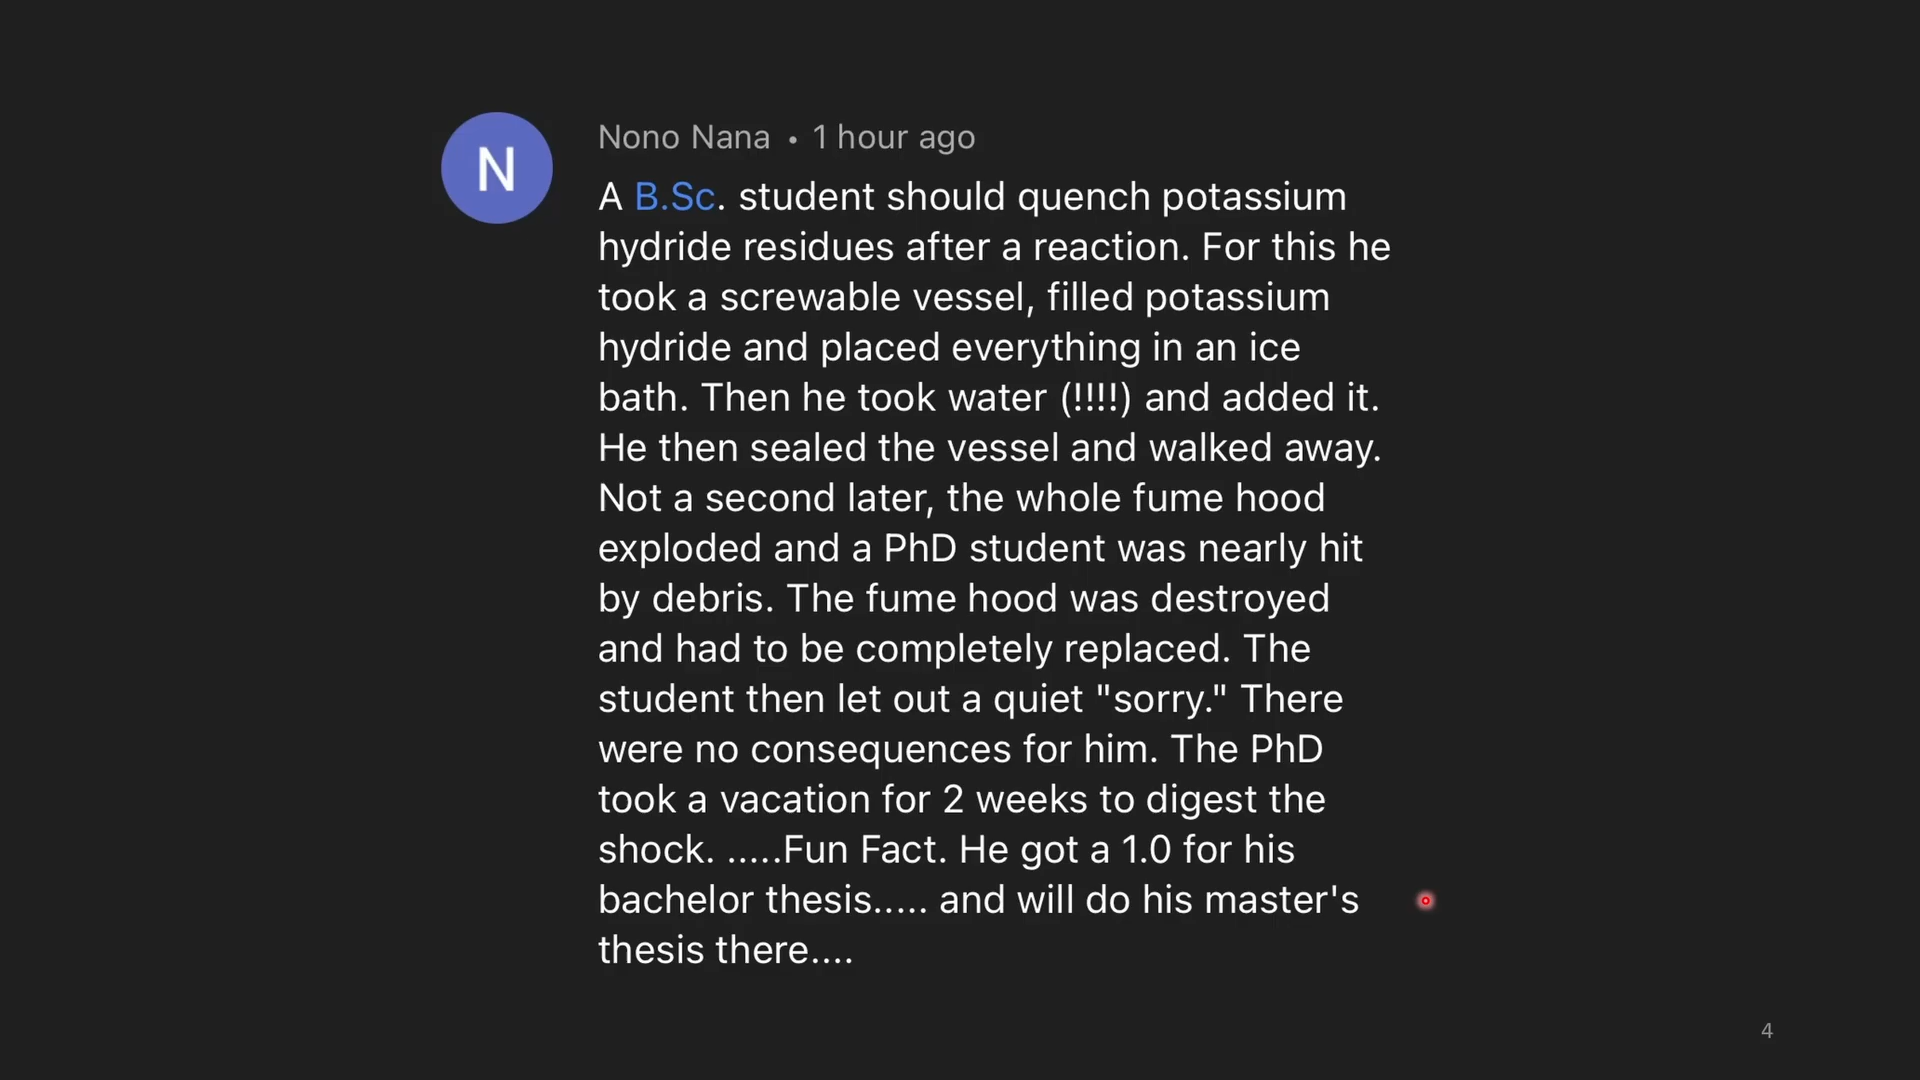 N
Nono Nana • 1 hour ago
A B.Sc. student should quench potassium
hydride residues after a reaction. For this he
took a screwable vessel, filled potassium
hydride and placed everything in an ice
bath. Then he took water (!!!!) and added it.
He then sealed the vessel and walked away.
Not a second later, the whole fume hood
exploded and a PhD student was nearly hit
by debris. The fume hood was destroyed
and had to be completely replaced. The
student then let out a quiet "sorry." There
were no consequences for him. The PhD
took a vacation for 2 weeks to digest the
shock. .....Fun Fact. He got a 1.0 for his
bachelor thesis..... and will do his master's
thesis there....
4